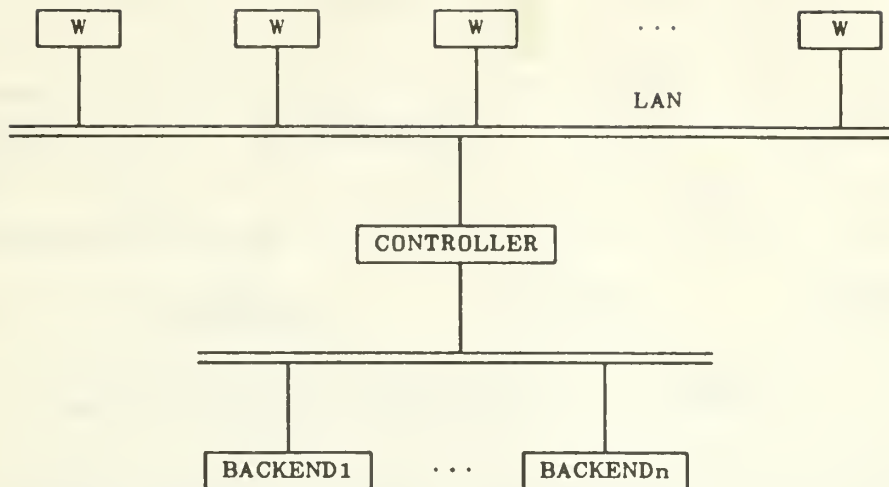 W W W ... W
LAN
CONTROLLER
BACKEND1 ... BACKENDn